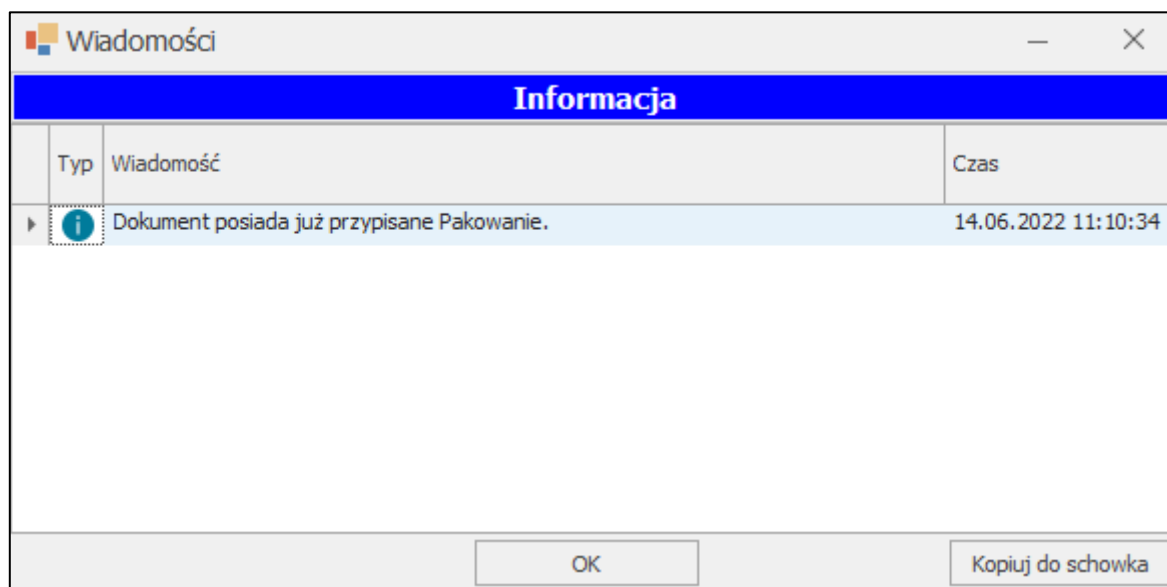 Wiadomości
Informacja
Typ Wiadomość Czas
Dokument posiada już przypisane Pakowanie. 14.06.2022 11:10:34
OK Kopiuj do schowka